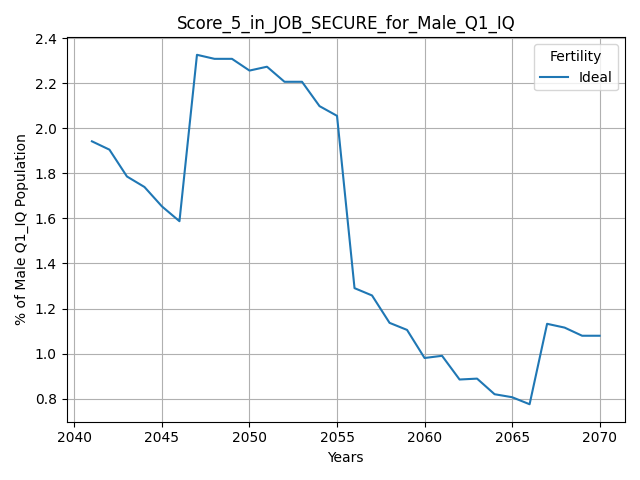 Score_5_in_JOB_SECURE_for_Male_Q1_IQ
Fertility
Ideal
% of Male Q1_IQ Population
2.4
2.2
2.0
1.8
1.6
1.4
1.2
1.0
0.8
2040 2045 2050 2055 2060 2065 2070
Years